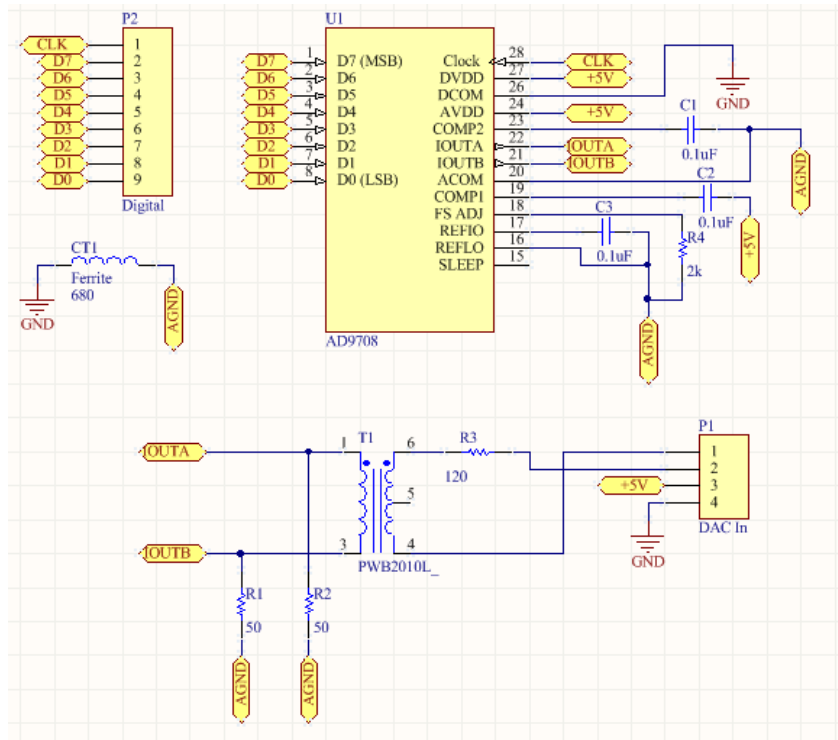 P2
CLK 1
D7 2
D6 3
D5 4
D4 5
D3 6
D2 7
D1 8
D0 9
Digital
U1
D7 1 D7 (MSB)
D6 2 D6
D5 3 D5
D4 4 D4
D3 5 D3
D2 6 D2
D1 7 D1
D0 8 D0 (LSB)
Clock 28 CLK
DVDD 27 +5V
DCOM 26
AVDD 24 +5V
COMP2 23
IOUTA 22 IOUTA
IOUTB 21 IOUTB
ACOM 20
COMP1 19
FS ADJ 18
REFIO 17
REFLO 16
SLEEP 15
AD9708
GND
C1
0.1uF
AGND
C2
0.1uF
+5V
C3
0.1uF
R4
2k
AGND
CT1
Ferrite
680
GND
AGND
IOUTA
IOUTB
1 T1 6
5
3 4
PWB2010L_
R3
120
R1
50
R2
50
AGND
AGND
P1
1
2
+5V 3
4
DAC In
GND